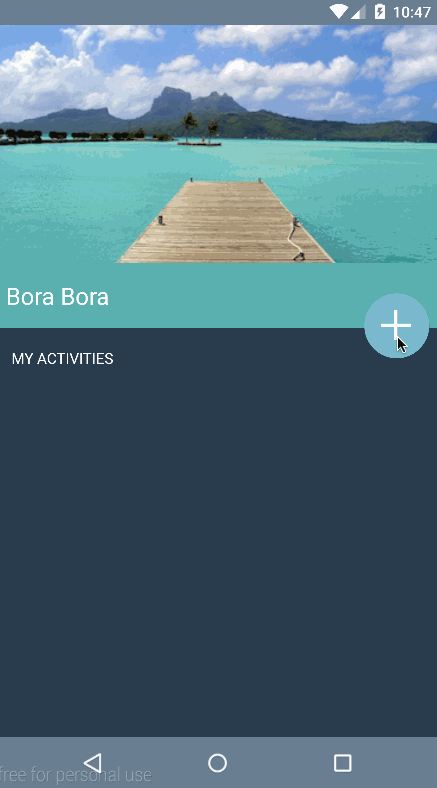 10:47
Bora Bora
MY ACTIVITIES
free for personal use